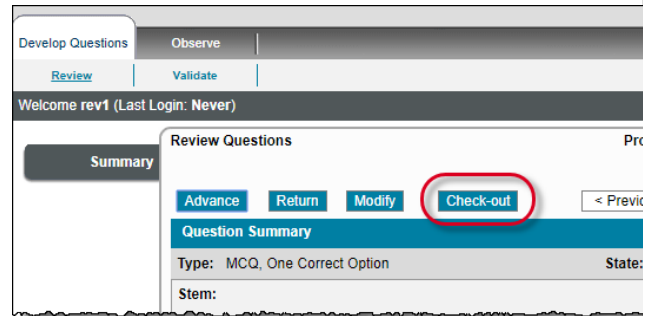 Develop Questions Observe
Review Validate
Welcome rev1 (Last Login: Never)
Review Questions
Summary
Advance Return Modify Check-out
Question Summary
Type: MCQ, One Correct Option State:
Stem: